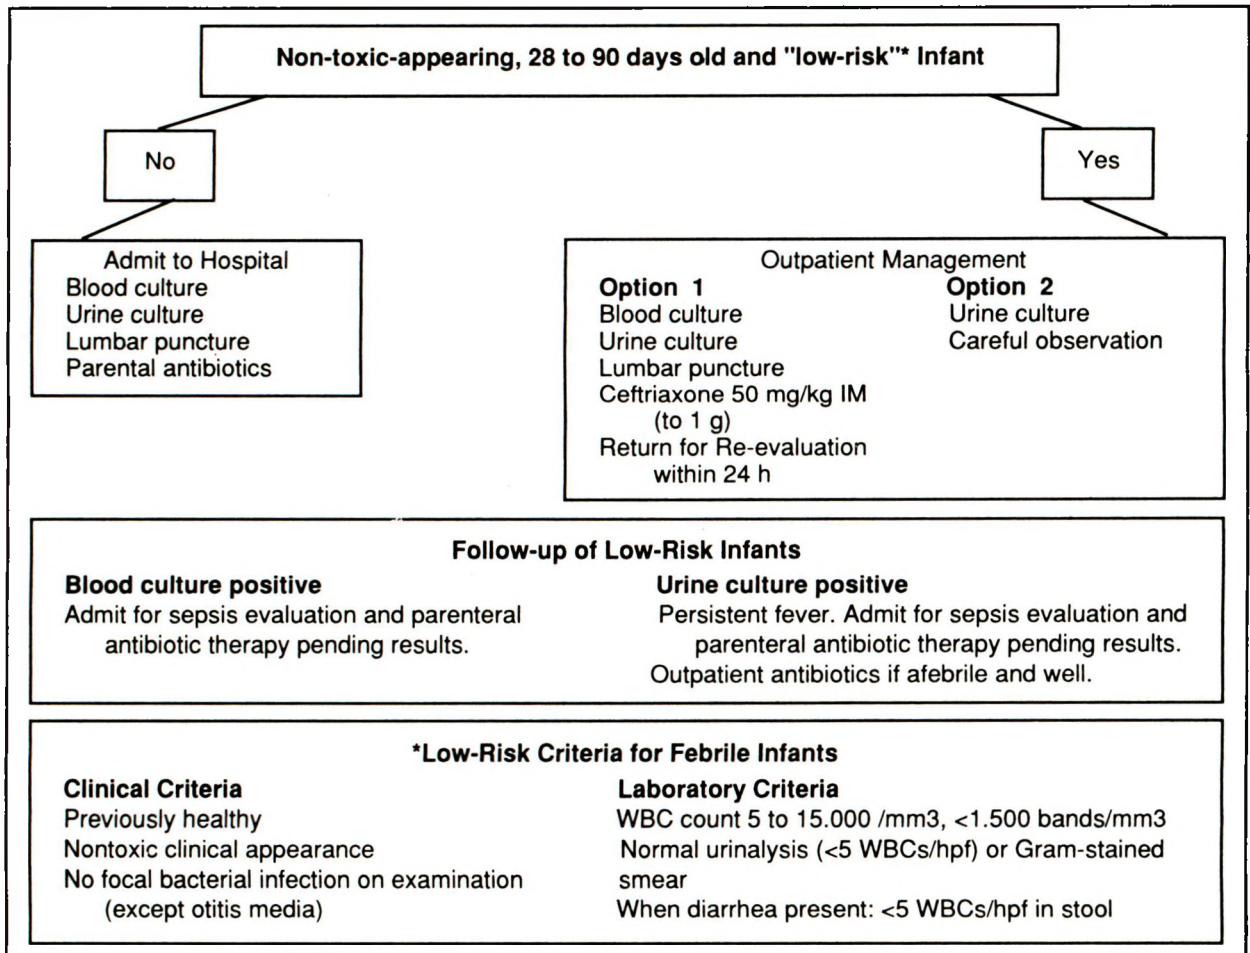 Non-toxic-appearing, 28 to 90 days old and "low-risk"* Infant
No
Yes
Admit to Hospital
Blood culture
Urine culture
Lumbar puncture
Parental antibiotics
Outpatient Management
Option 1
Blood culture
Urine culture
Lumbar puncture
Ceftriaxone 50 mg/kg IM
(to 1 g)
Return for Re-evaluation
within 24 h
Option 2
Urine culture
Careful observation
Follow-up of Low-Risk Infants
Blood culture positive
Admit for sepsis evaluation and parenteral
antibiotic therapy pending results.
Urine culture positive
Persistent fever. Admit for sepsis evaluation and
parenteral antibiotic therapy pending results.
Outpatient antibiotics if afebrile and well.
*Low-Risk Criteria for Febrile Infants
Clinical Criteria
Previously healthy
Nontoxic clinical appearance
No focal bacterial infection on examination
(except otitis media)
Laboratory Criteria
WBC count 5 to 15.000 /mm3, <1.500 bands/mm3
Normal urinalysis (<5 WBCs/hpf) or Gram-stained
smear
When diarrhea present: <5 WBCs/hpf in stool